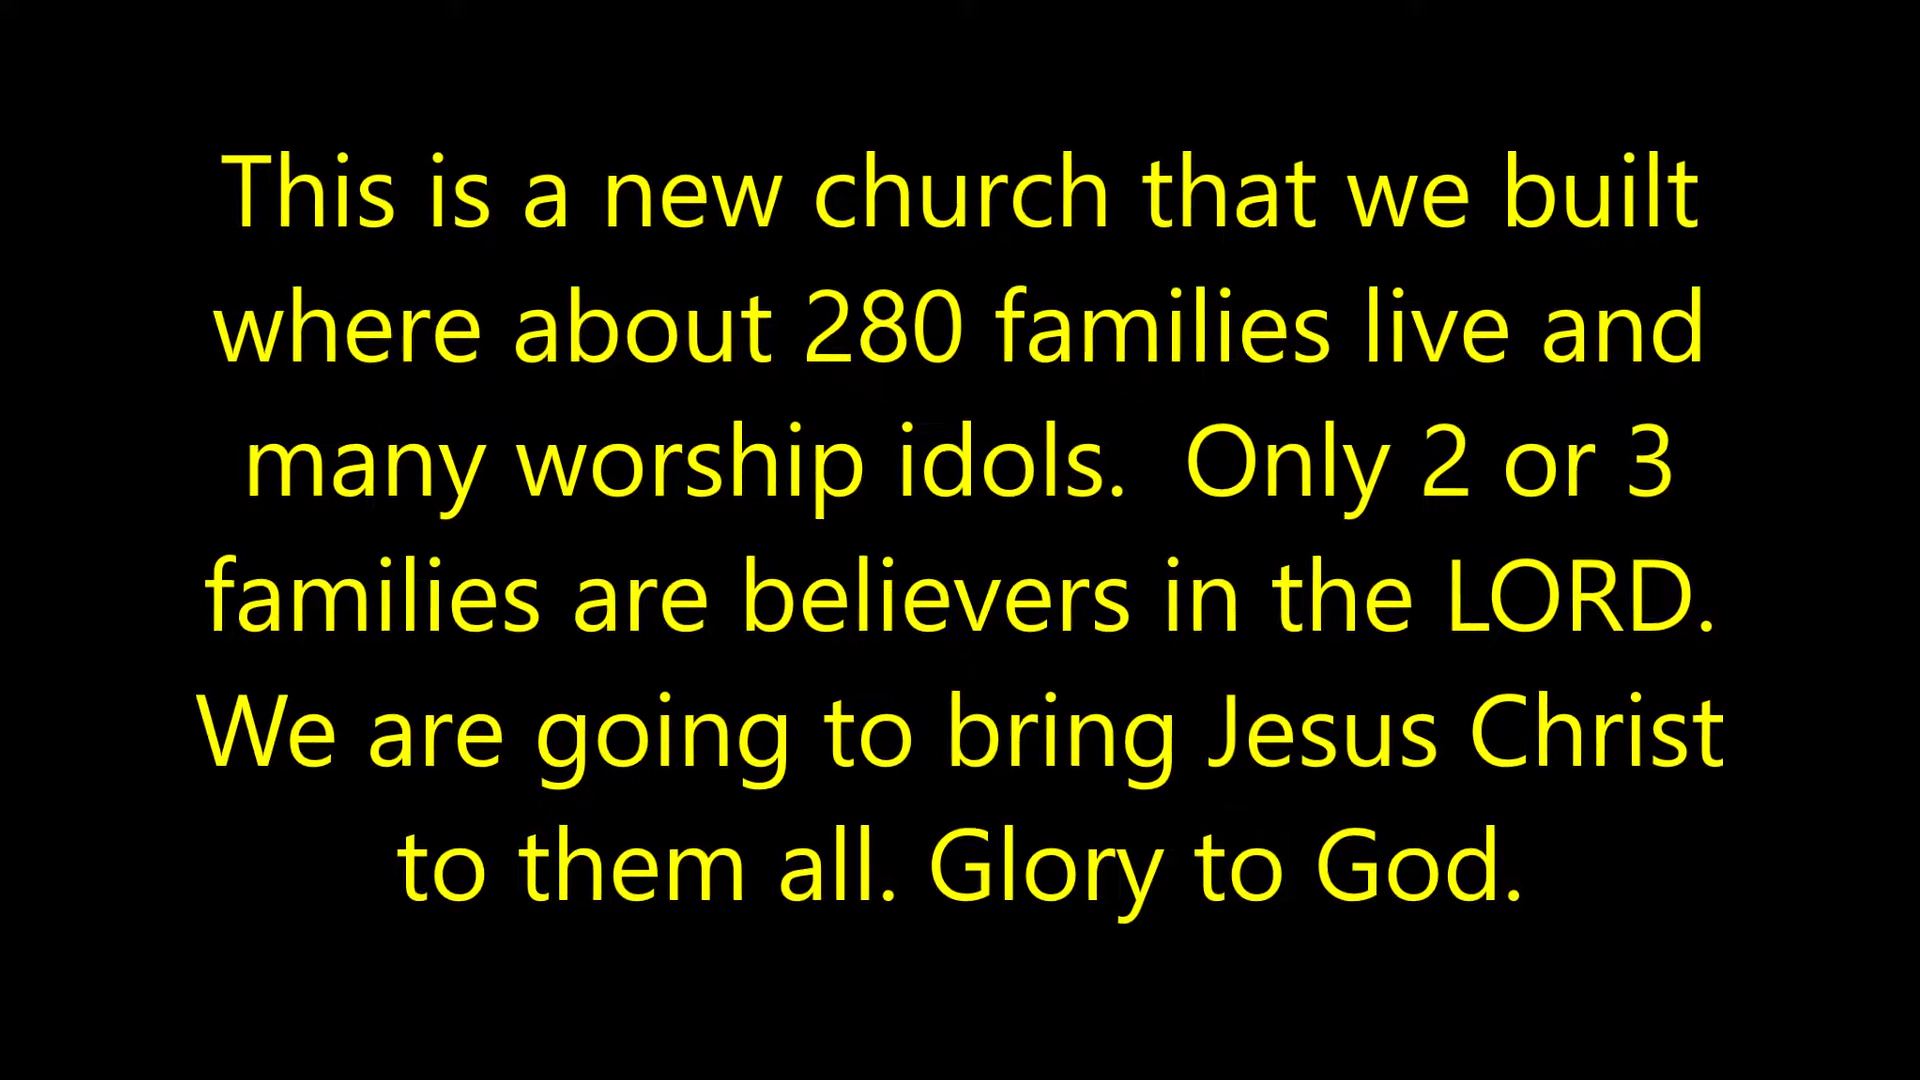 This is a new church that we built
where about 280 families live and
many worship idols.  Only 2 or 3
families are believers in the LORD.
We are going to bring Jesus Christ
to them all. Glory to God.